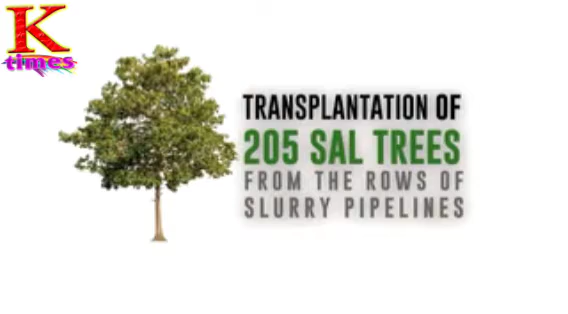 K
times
TRANSPLANTATION OF
205 SAL TREES
FROM THE ROWS OF
SLURRY PIPELINES